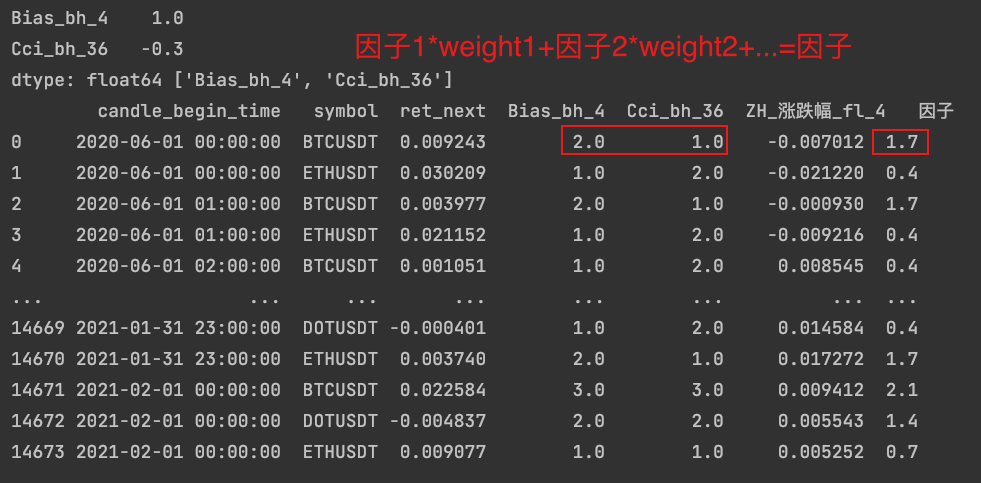 Bias_bh_4    1.0
Cci_bh_36   -0.3
因子1*weight1+因子2*weight2+...=因子
dtype: float64 ['Bias_bh_4', 'Cci_bh_36']
candle_begin_time   symbol  ret_next  Bias_bh_4  Cci_bh_36  ZH_涨跌幅_fl_4   因子
0     2020-06-01 00:00:00  BTCUSDT  0.009243        2.0        1.0    -0.007012  1.7
1     2020-06-01 00:00:00  ETHUSDT  0.030209        1.0        2.0    -0.021220  0.4
2     2020-06-01 01:00:00  BTCUSDT  0.003977        2.0        1.0    -0.000930  1.7
3     2020-06-01 01:00:00  ETHUSDT  0.021152        1.0        2.0    -0.009216  0.4
4     2020-06-01 02:00:00  BTCUSDT  0.001051        1.0        2.0     0.008545  0.4
...                   ...      ...       ...        ...        ...          ...  ...
14669 2021-01-31 23:00:00  DOTUSDT -0.000401        1.0        2.0     0.014584  0.4
14670 2021-01-31 23:00:00  ETHUSDT  0.003740        2.0        1.0     0.017272  1.7
14671 2021-02-01 00:00:00  BTCUSDT  0.022584        3.0        3.0     0.009412  2.1
14672 2021-02-01 00:00:00  DOTUSDT -0.004837        2.0        2.0     0.005543  1.4
14673 2021-02-01 00:00:00  ETHUSDT  0.009077        1.0        1.0     0.005252  0.7